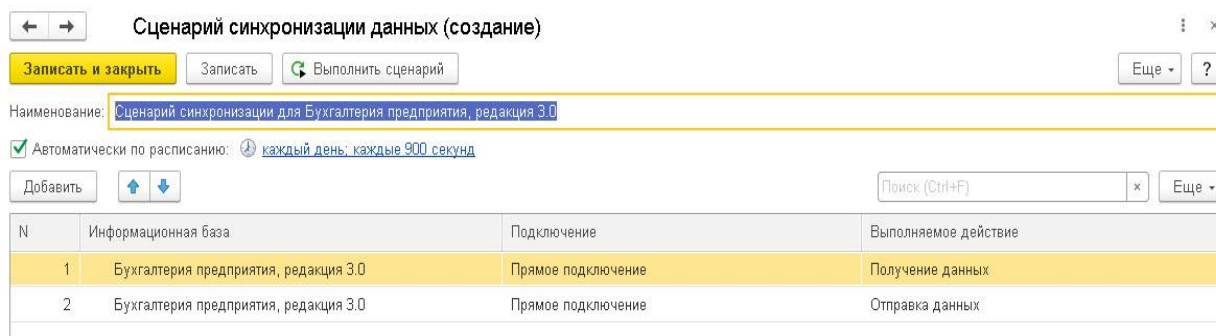 Сценарий синхронизации данных (создание)
Записать и закрыть Записать Выполнить сценарий Еще ?
Наименование: Сценарий синхронизации для Бухгалтерия предприятия, редакция 3.0
Автоматически по расписанию: каждый день; каждые 900 секунд
Добавить Поиск (Ctrl+F) × Еще
N Информационная база Подключение Выполняемое действие
1 Бухгалтерия предприятия, редакция 3.0 Прямое подключение Получение данных
2 Бухгалтерия предприятия, редакция 3.0 Прямое подключение Отправка данных